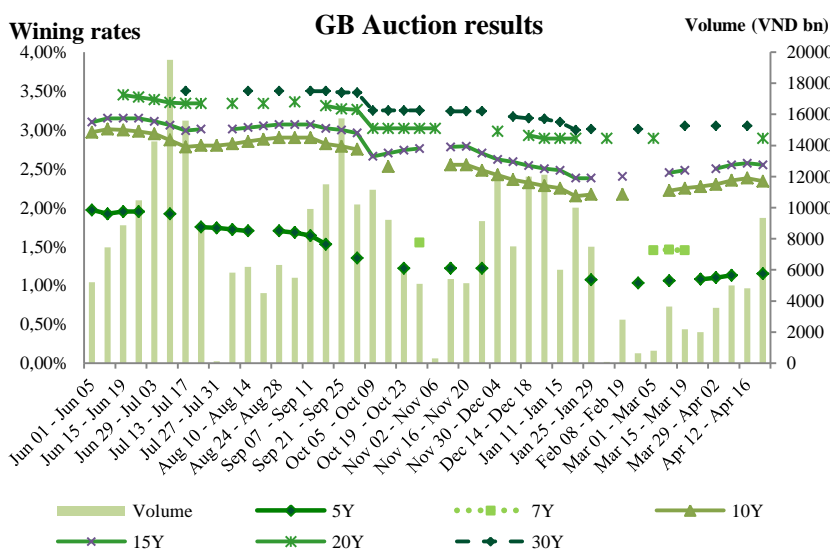 GB Auction results
Wining rates
Volume (VND bn)
4,00%
3,50%
3,00%
2,50%
2,00%
1,50%
1,00%
0,50%
0,00%
20000
18000
16000
14000
12000
10000
8000
6000
4000
2000
0
Jun 01 - Jun 05
Jun 15 - Jun 19
Jun 29 - Jul 03
Jul 13 - Jul 17
Jul 27 - Jul 31
Aug 10 - Aug 14
Aug 24 - Aug 28
Sep 07 - Sep 11
Sep 21 - Sep 25
Oct 05 - Oct 09
Oct 19 - Oct 23
Nov 02 - Nov 06
Nov 16 - Nov 20
Nov 30 - Dec 04
Dec 14 - Dec 18
Jan 11 - Jan 15
Jan 25 - Jan 29
Feb 08 - Feb 19
Mar 01 - Mar 05
Mar 15 - Mar 19
Mar 29 - Apr 02
Apr 12 - Apr 16
Volume 5Y 7Y 10Y
15Y 20Y 30Y